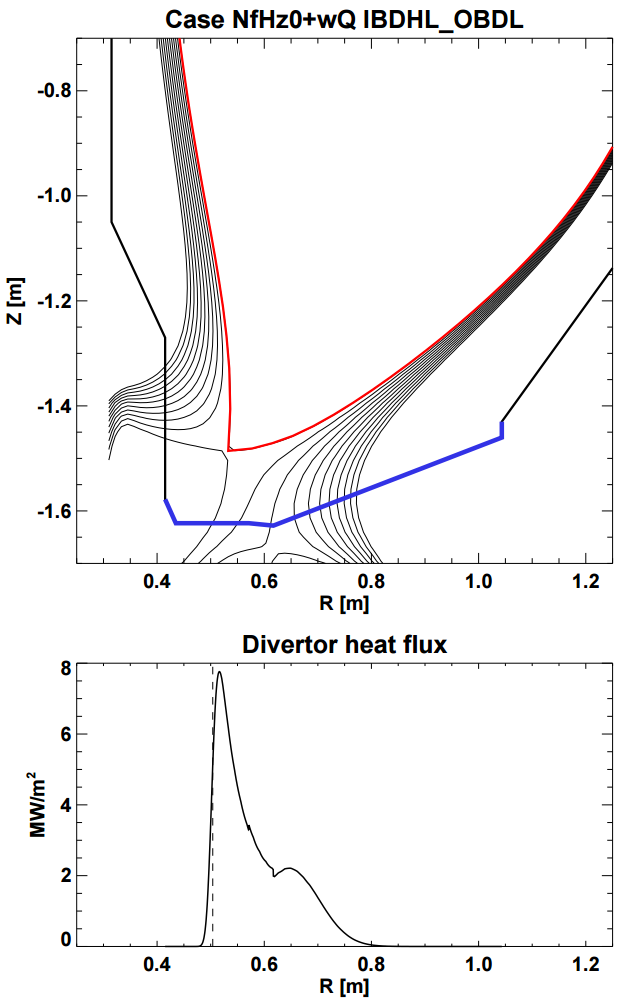 Case NfHz0+wQ IBDHL_OBDL
-0.8
-1.0
-1.2
-1.4
-1.6
Z [m]
0.4 0.6 0.8 1.0 1.2
R [m]
Divertor heat flux
8
6
4
2
0
MW/m²
0.4 0.6 0.8 1.0 1.2
R [m]